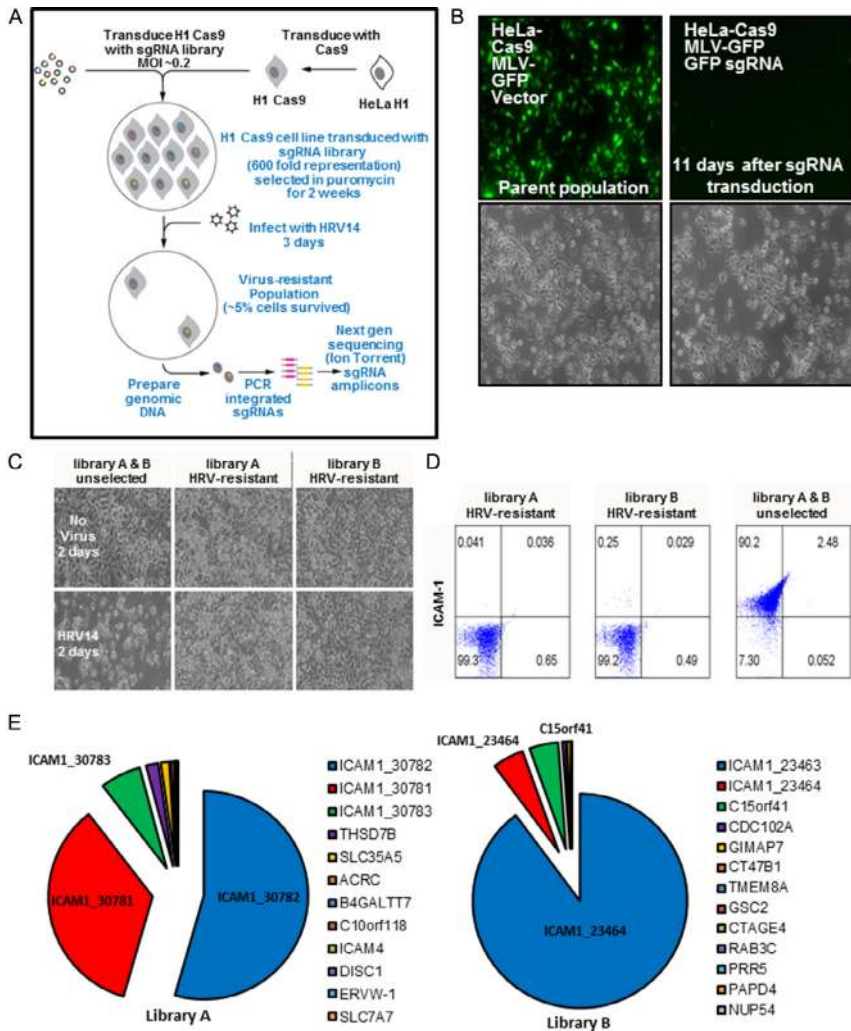 A
Transduce H1 Cas9
with sgRNA library
MOI ~0.2
Transduce with
Cas9
H1 Cas9
HeLa H1
H1 Cas9 cell line transduced with
sgRNA library
(600 fold representation)
selected in puromycin
for 2 weeks
Infect with HRV14
3 days
Virus-resistant
Population
(~5% cells survived)
Next gen
sequencing
(Ion Torrent)
sgRNA
amplicons
Prepare
genomic
DNA
PCR
integrated
sgRNAs
B
HeLa-
Cas9
MLV-
GFP
Vector
Parent population
HeLa-Cas9
MLV-GFP
GFP sgRNA
11 days after sgRNA
transduction
C
library A & B
unselected
library A
HRV-resistant
library B
HRV-resistant
No
Virus
2 days
HRV14
2 days
D
library A
HRV-resistant
library B
HRV-resistant
library A & B
unselected
ICAM-1
0.041
0.036
99.3
0.65
0.25
0.029
99.2
0.49
90.2
2.48
7.30
0.052
E
ICAM1_30783
ICAM1_30781
ICAM1_30782
Library A
ICAM1_30782
ICAM1_30781
ICAM1_30783
THSD7B
SLC35A5
ACRC
B4GALTT7
C10orf118
ICAM4
DISC1
ERVW-1
SLC7A7
C15orf41
ICAM1_23464
ICAM1_23464
Library B
ICAM1_23463
ICAM1_23464
C15orf41
CDC102A
GIMAP7
CT47B1
TMEM8A
GSC2
CTAGE4
RAB3C
PRR5
PAPD4
NUP54